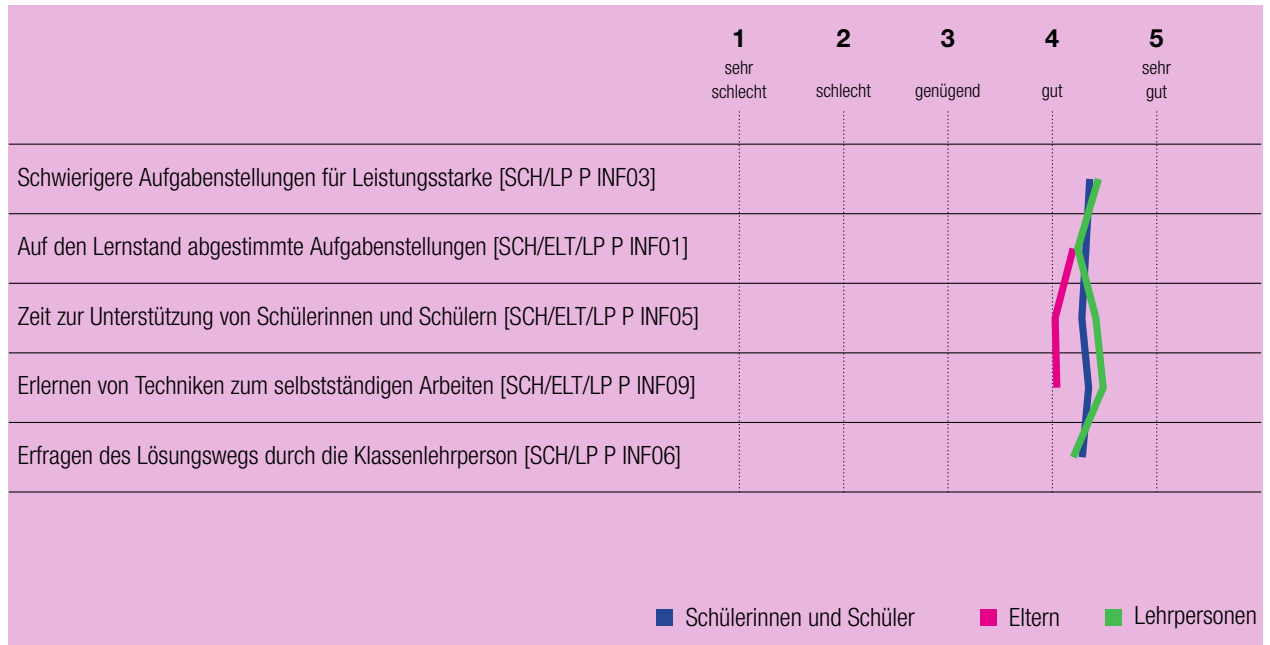 1 2 3 4 5
sehr sehr
schlecht schlecht genügend gut gut
Schwierigere Aufgabenstellungen für Leistungsstarke [SCH/LP P INF03]
Auf den Lernstand abgestimmte Aufgabenstellungen [SCH/ELT/LP P INF01]
Zeit zur Unterstützung von Schülerinnen und Schülern [SCH/ELT/LP P INF05]
Erlernen von Techniken zum selbstständigen Arbeiten [SCH/ELT/LP P INF09]
Erfragen des Lösungswegs durch die Klassenlehrperson [SCH/LP P INF06]
Schülerinnen und Schüler Eltern Lehrpersonen